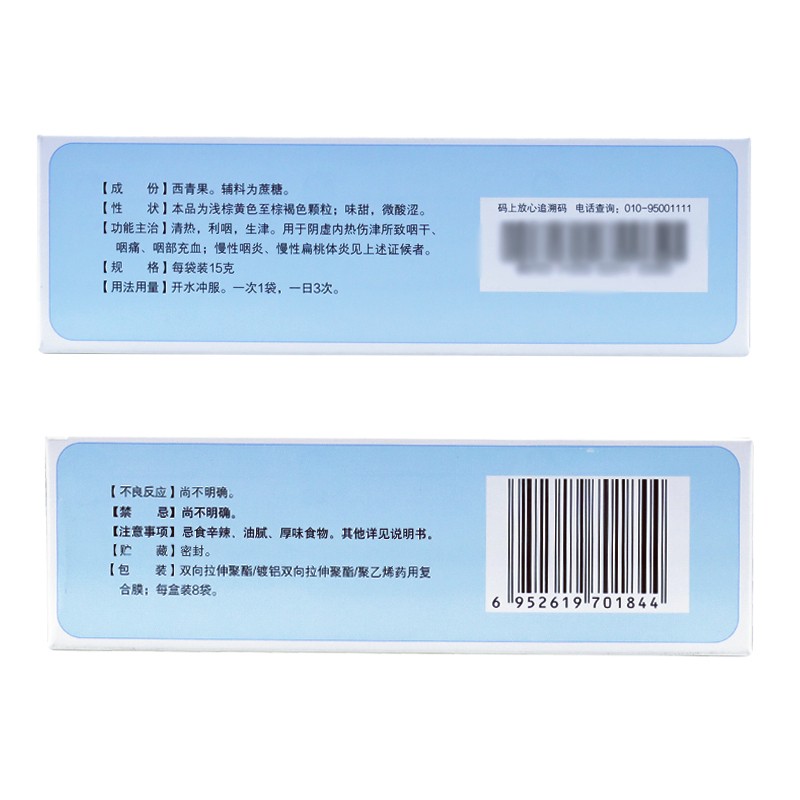 【成　　份】西青果。辅料为蔗糖。
【性　　状】本品为浅棕黄色至棕褐色颗粒；味甜，微酸涩。
【功能主治】清热，利咽，生津。用于阴虚内热伤津所致咽干、
咽痛、咽部充血；慢性咽炎、慢性扁桃体炎见上述证候者。
【规　　格】每袋装15克
【用法用量】开水冲服。一次1袋，一日3次。
码上放心追溯码　电话查询：010-95001111
【不良反应】尚不明确。
【禁　　忌】尚不明确。
【注意事项】忌食辛辣、油腻、厚味食物。其他详见说明书。
【贮　　藏】密封。
【包　　装】双向拉伸聚酯/镀铝双向拉伸聚酯/聚乙烯药用复
合膜；每盒装8袋。
6 952619 701844